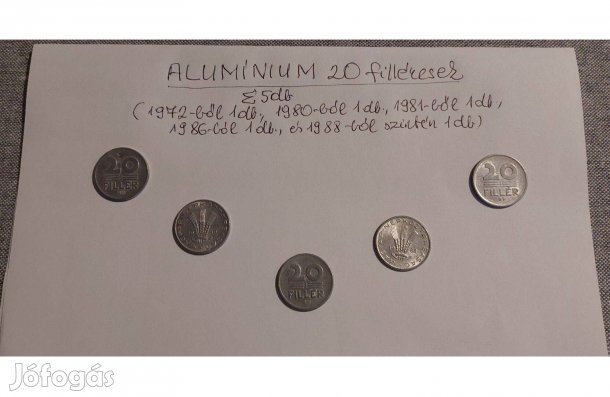 ALUMÍNIUM 20 filléresek
Σ 5db
(1972-ből 1db., 1980-ból 1db., 1981-ből 1db.,
1986-ból 1db., és 1988-ból szintén 1db)
20
FILLÉR
20
FILLÉR
20
FILLÉR
Jófogás